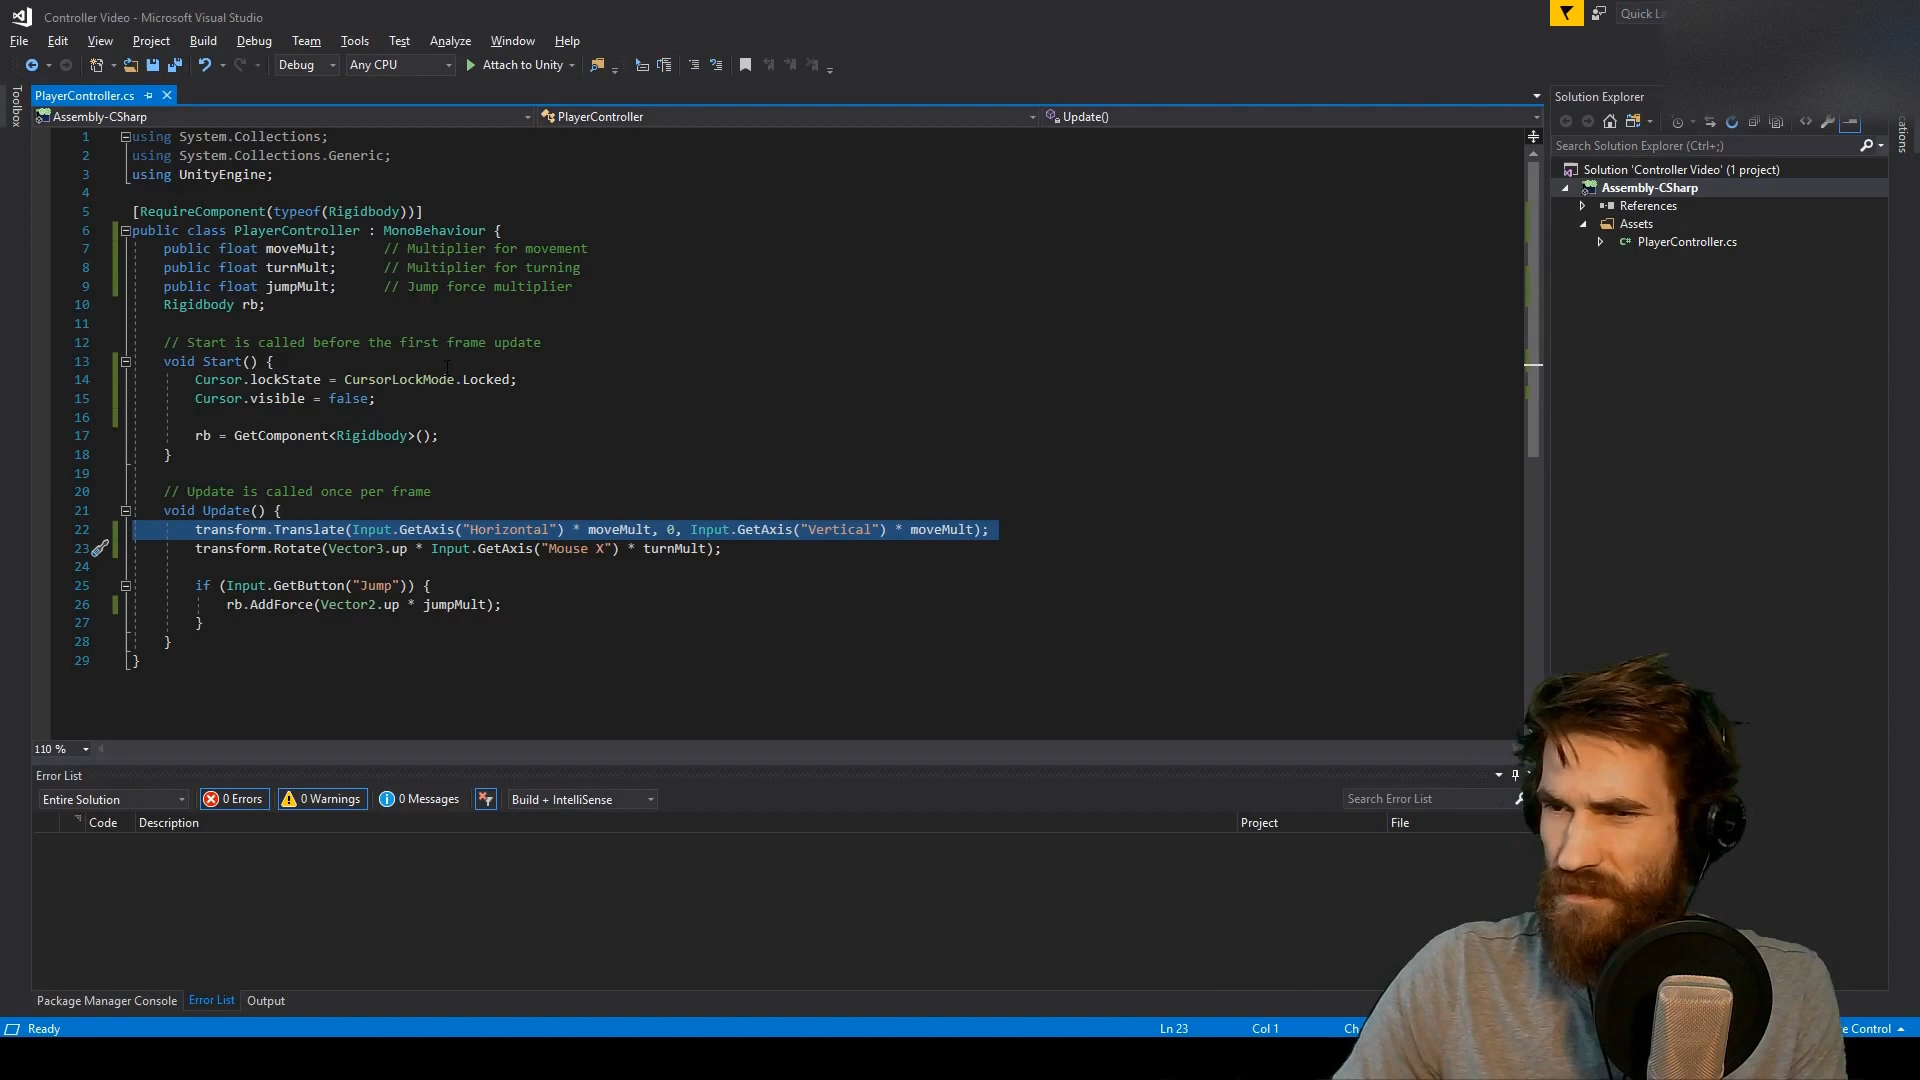 Controller Video - Microsoft Visual Studio
Quick La
File Edit View Project Build Debug Team Tools Test Analyze Window Help
Debug Any CPU Attach to Unity
Toolbox
PlayerController.cs
Assembly-CSharp PlayerController Update()
1 using System.Collections;
2 using System.Collections.Generic;
3 using UnityEngine;
4
5 [RequireComponent(typeof(Rigidbody))]
6 public class PlayerController : MonoBehaviour {
7 public float moveMult; // Multiplier for movement
8 public float turnMult; // Multiplier for turning
9 public float jumpMult; // Jump force multiplier
10 Rigidbody rb;
11
12 // Start is called before the first frame update
13 void Start() {
14 Cursor.lockState = CursorLockMode.Locked;
15 Cursor.visible = false;
16
17 rb = GetComponent<Rigidbody>();
18 }
19
20 // Update is called once per frame
21 void Update() {
22 transform.Translate(Input.GetAxis("Horizontal") * moveMult, 0, Input.GetAxis("Vertical") * moveMult);
23 transform.Rotate(Vector3.up * Input.GetAxis("Mouse X") * turnMult);
24
25 if (Input.GetButton("Jump")) {
26 rb.AddForce(Vector2.up * jumpMult);
27 }
28 }
29 }
110 %
Solution Explorer
Search Solution Explorer (Ctrl+;)
Solution 'Controller Video' (1 project)
Assembly-CSharp
References
Assets
C# PlayerController.cs
cations
Error List
Entire Solution 0 Errors 0 Warnings 0 Messages Build + IntelliSense Search Error List
Code Description Project File
Package Manager Console Error List Output
Ready Ln 23 Col 1 Ch e Control